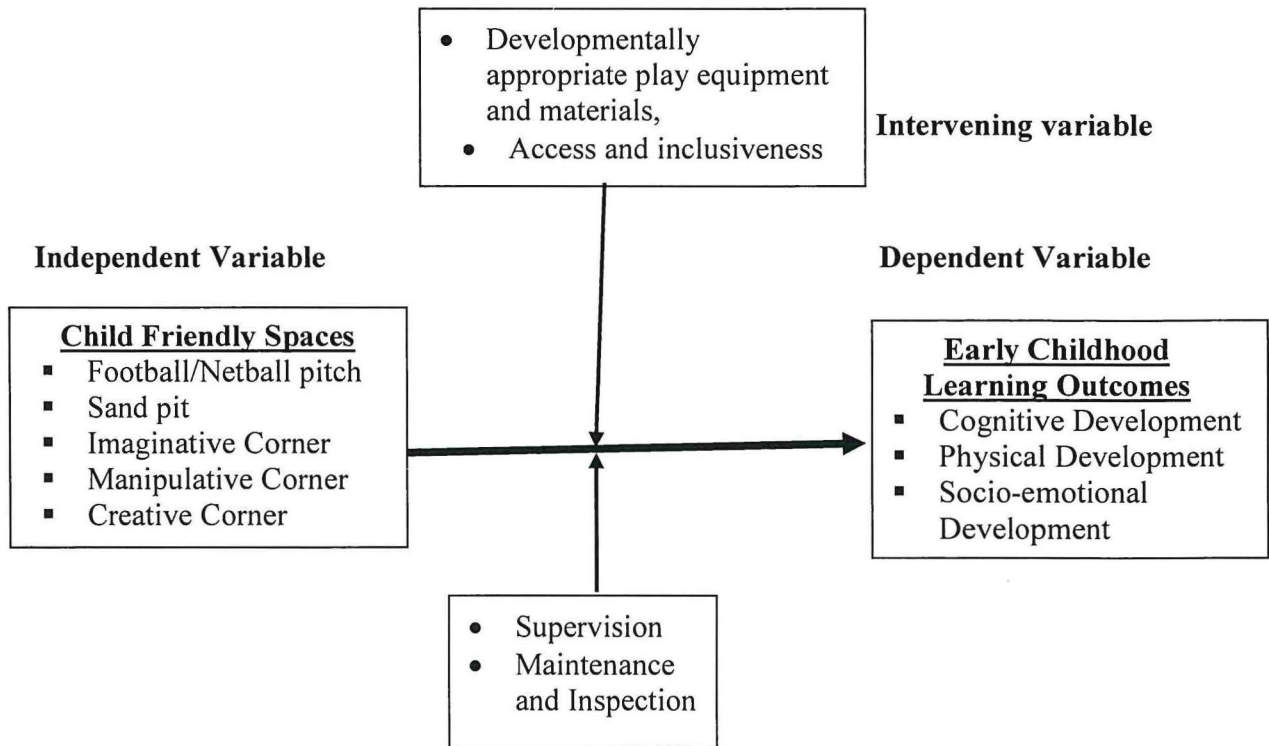 • Developmentally
appropriate play equipment
and materials,
• Access and inclusiveness
Intervening variable
Independent Variable
Child Friendly Spaces
▪ Football/Netball pitch
▪ Sand pit
▪ Imaginative Corner
▪ Manipulative Corner
▪ Creative Corner
Dependent Variable
Early Childhood
Learning Outcomes
▪ Cognitive Development
▪ Physical Development
▪ Socio-emotional
Development
• Supervision
• Maintenance
and Inspection